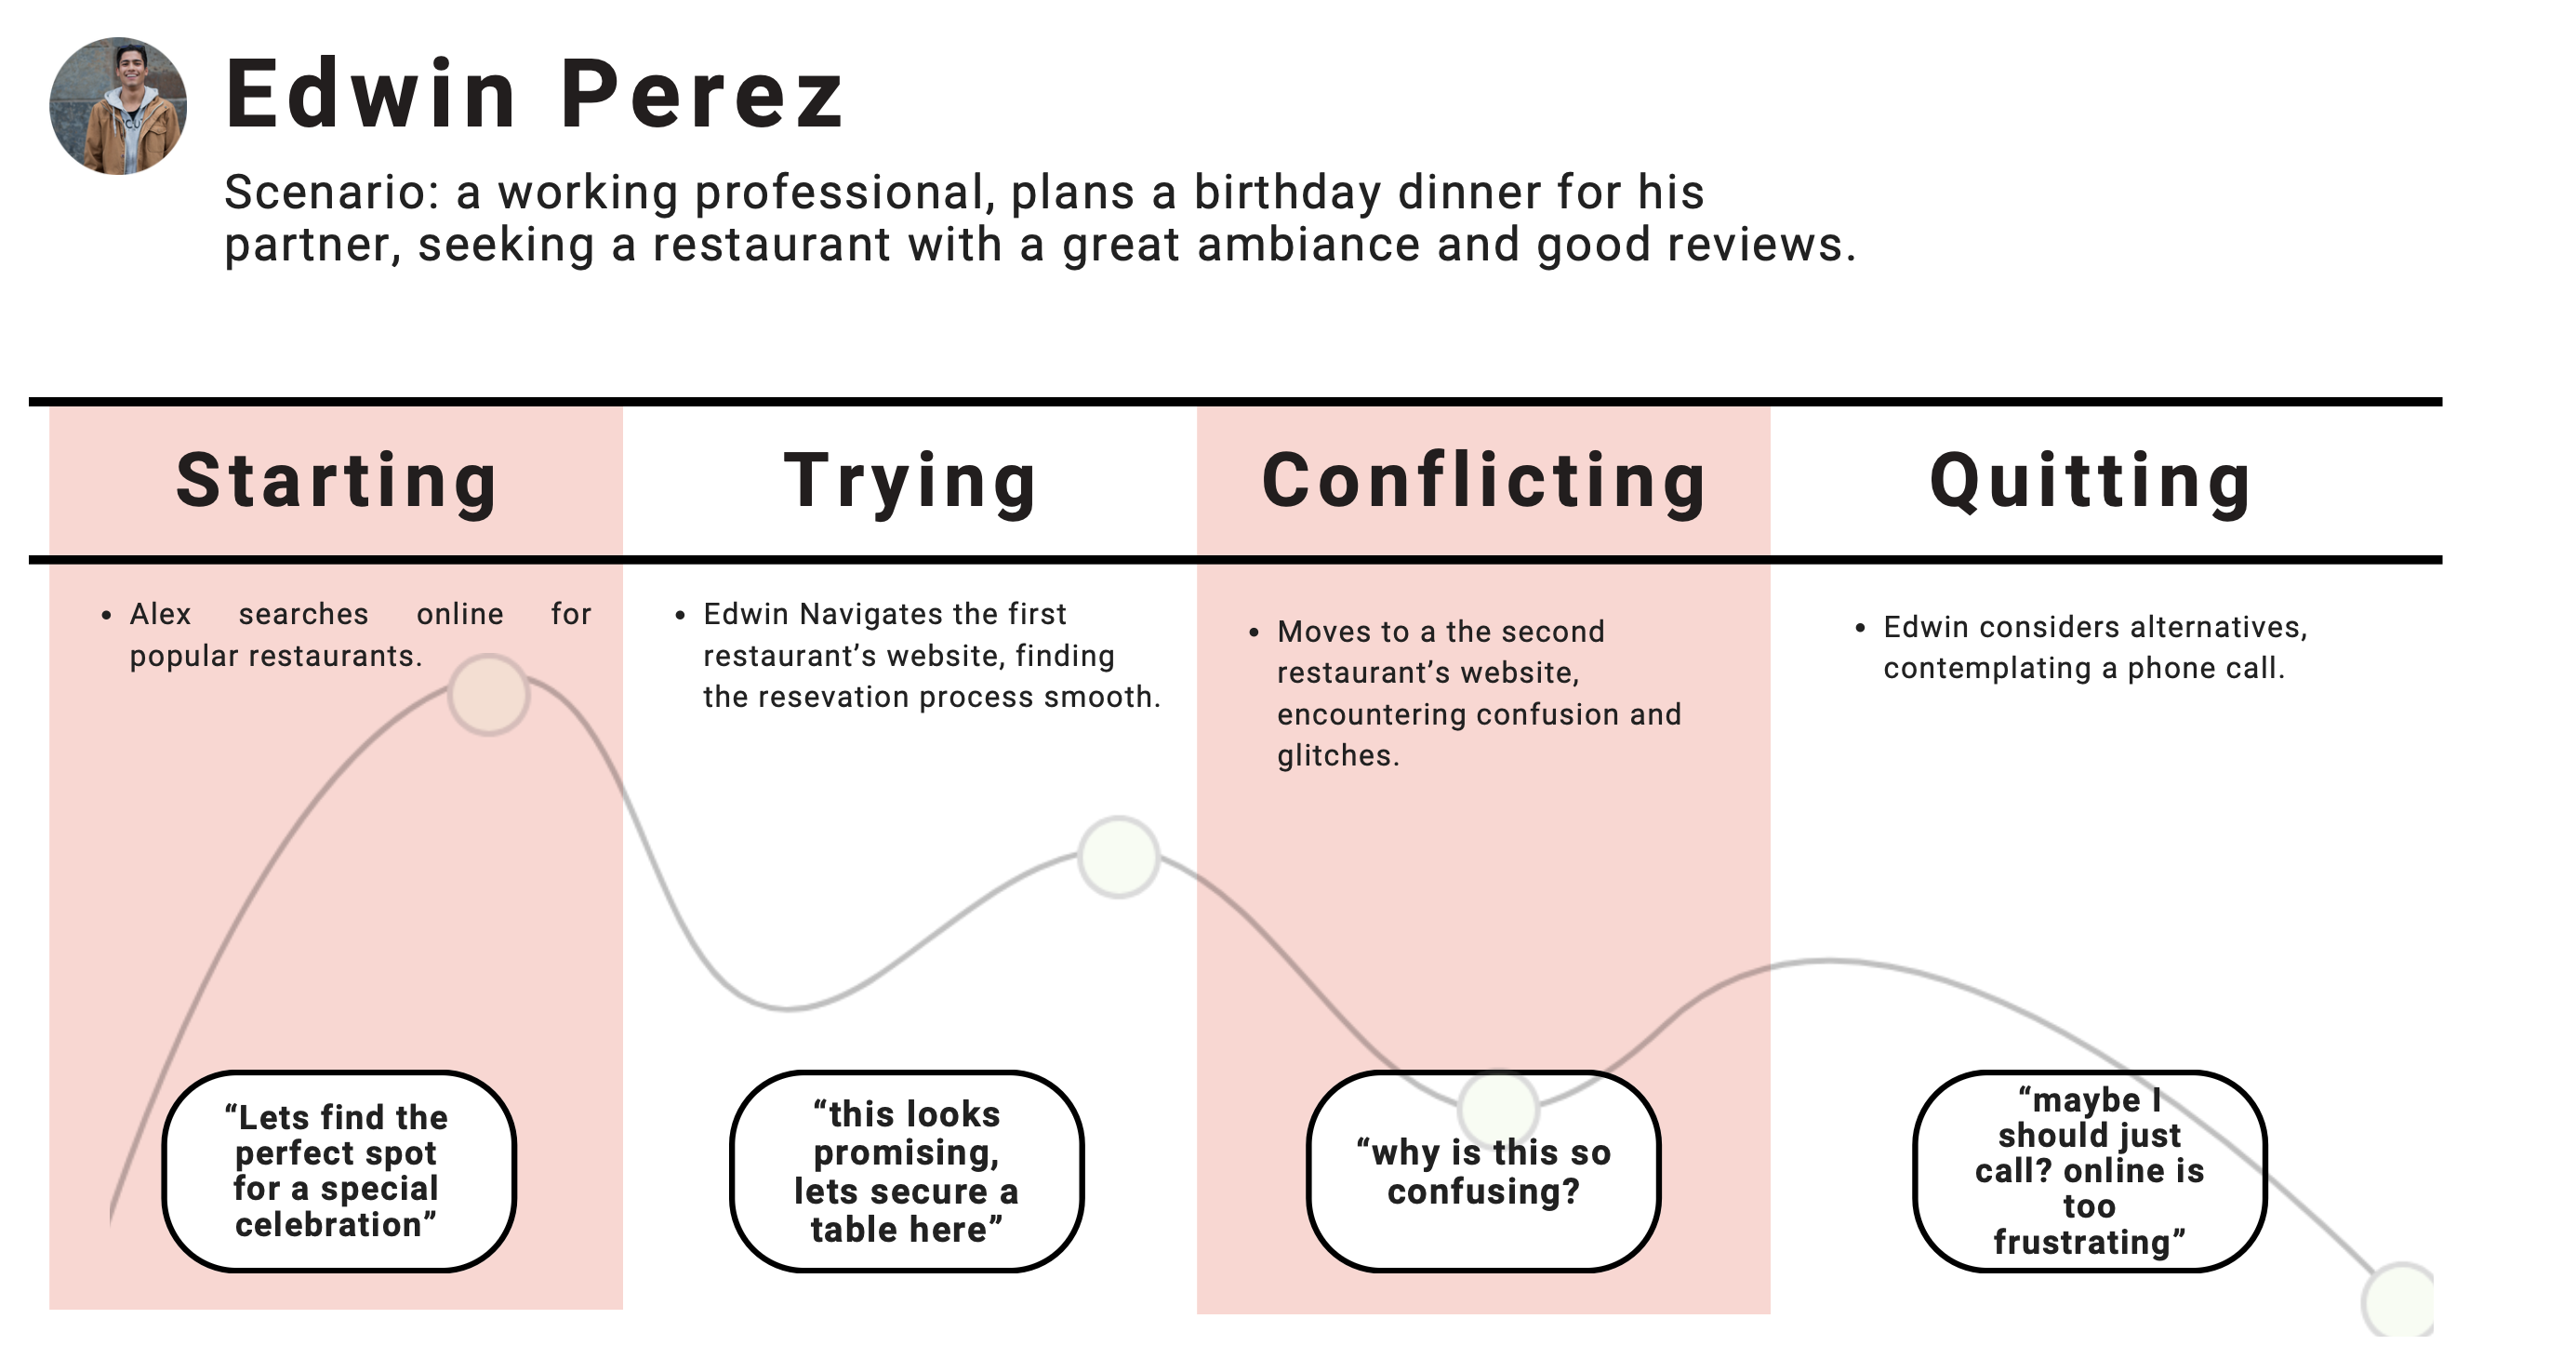 Edwin Perez
Scenario: a working professional, plans a birthday dinner for his
partner, seeking a restaurant with a great ambiance and good reviews.
Starting
Trying
Conflicting
Quitting
• Alex searches online for
popular restaurants.
• Edwin Navigates the first
restaurant’s website, finding
the resevation process smooth.
• Moves to a the second
restaurant’s website,
encountering confusion and
glitches.
• Edwin considers alternatives,
contemplating a phone call.
“Lets find the
perfect spot
for a special
celebration”
“this looks
promising,
lets secure a
table here”
“why is this so
confusing?
“maybe I
should just
call? online is
too
frustrating”